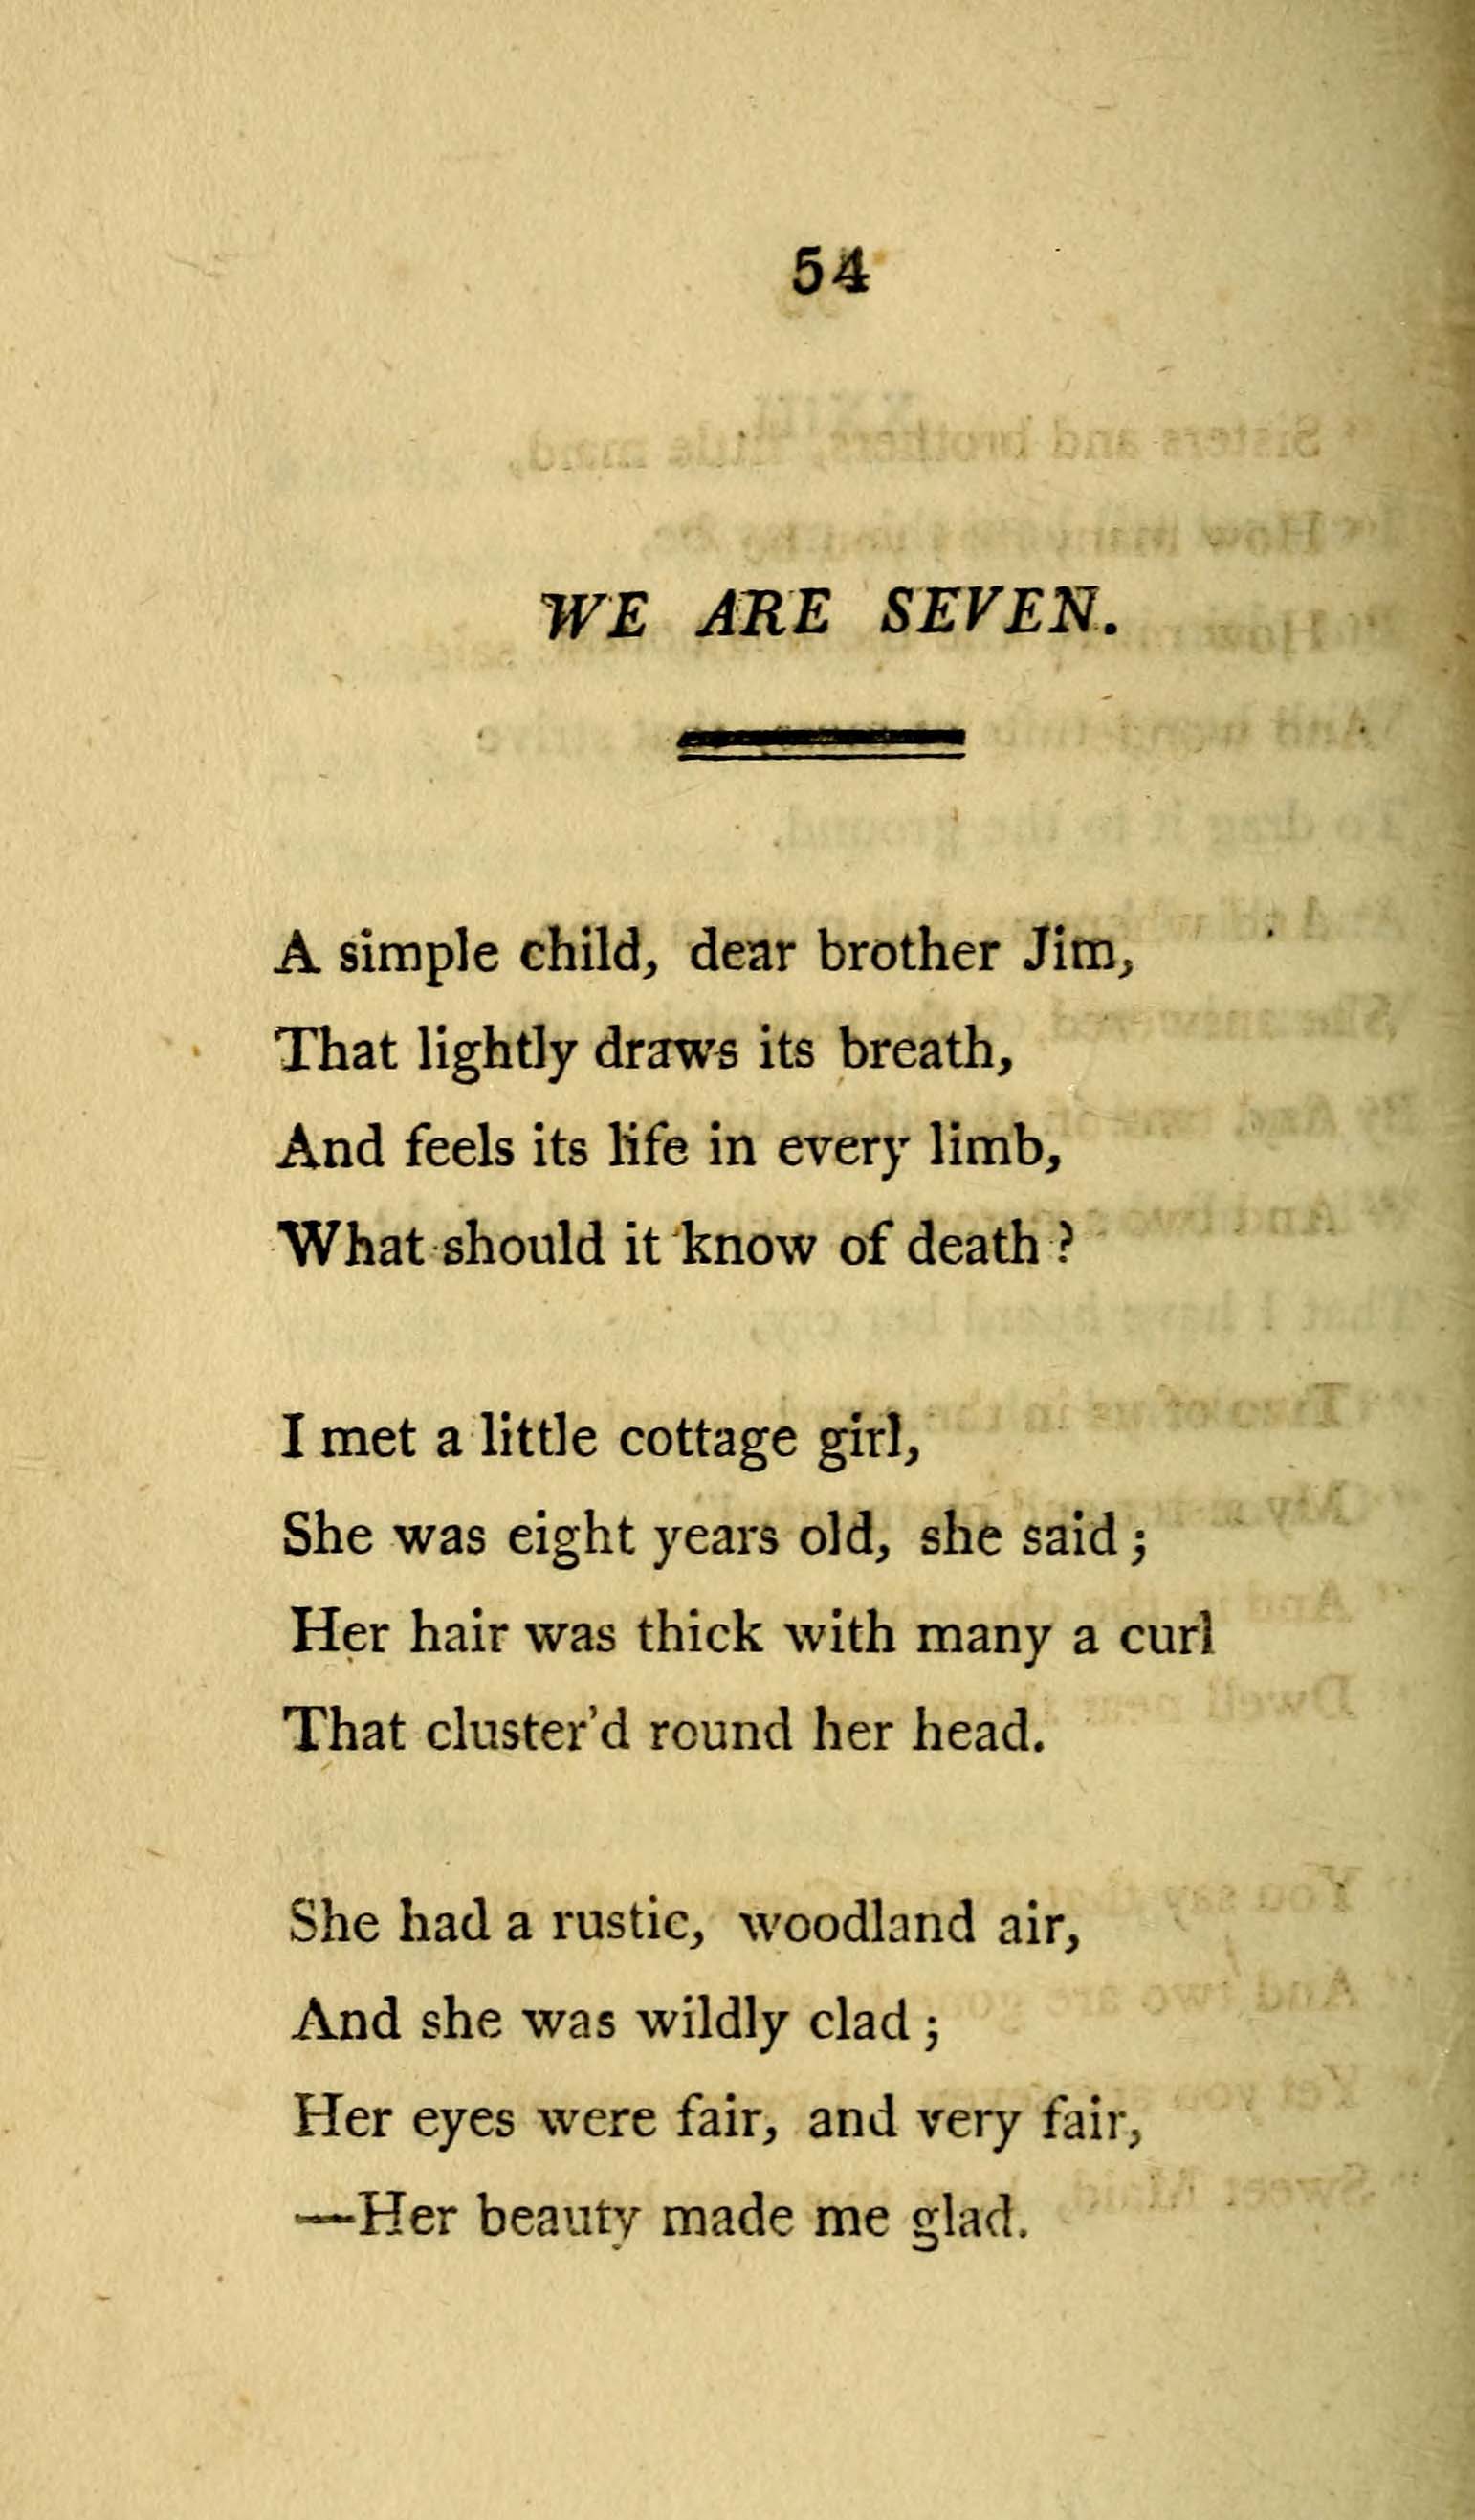 54
WE ARE SEVEN.
A simple child, dear brother Jim,
That lightly draws its breath,
And feels its life in every limb,
What should it know of death?
I met a little cottage girl,
She was eight years old, she said;
Her hair was thick with many a curl
That cluster'd round her head.
She had a rustic, woodland air,
And she was wildly clad;
Her eyes were fair, and very fair,
—Her beauty made me glad.